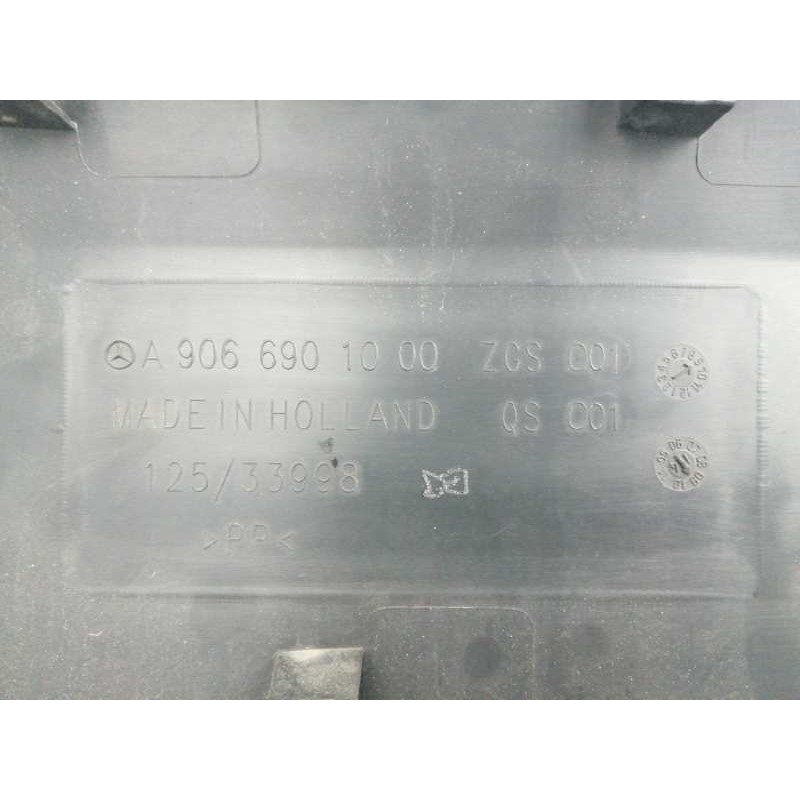 A 906 690 10 00 ZGS 001
MADE IN HOLLAND QS 001
125/33998
>PP<